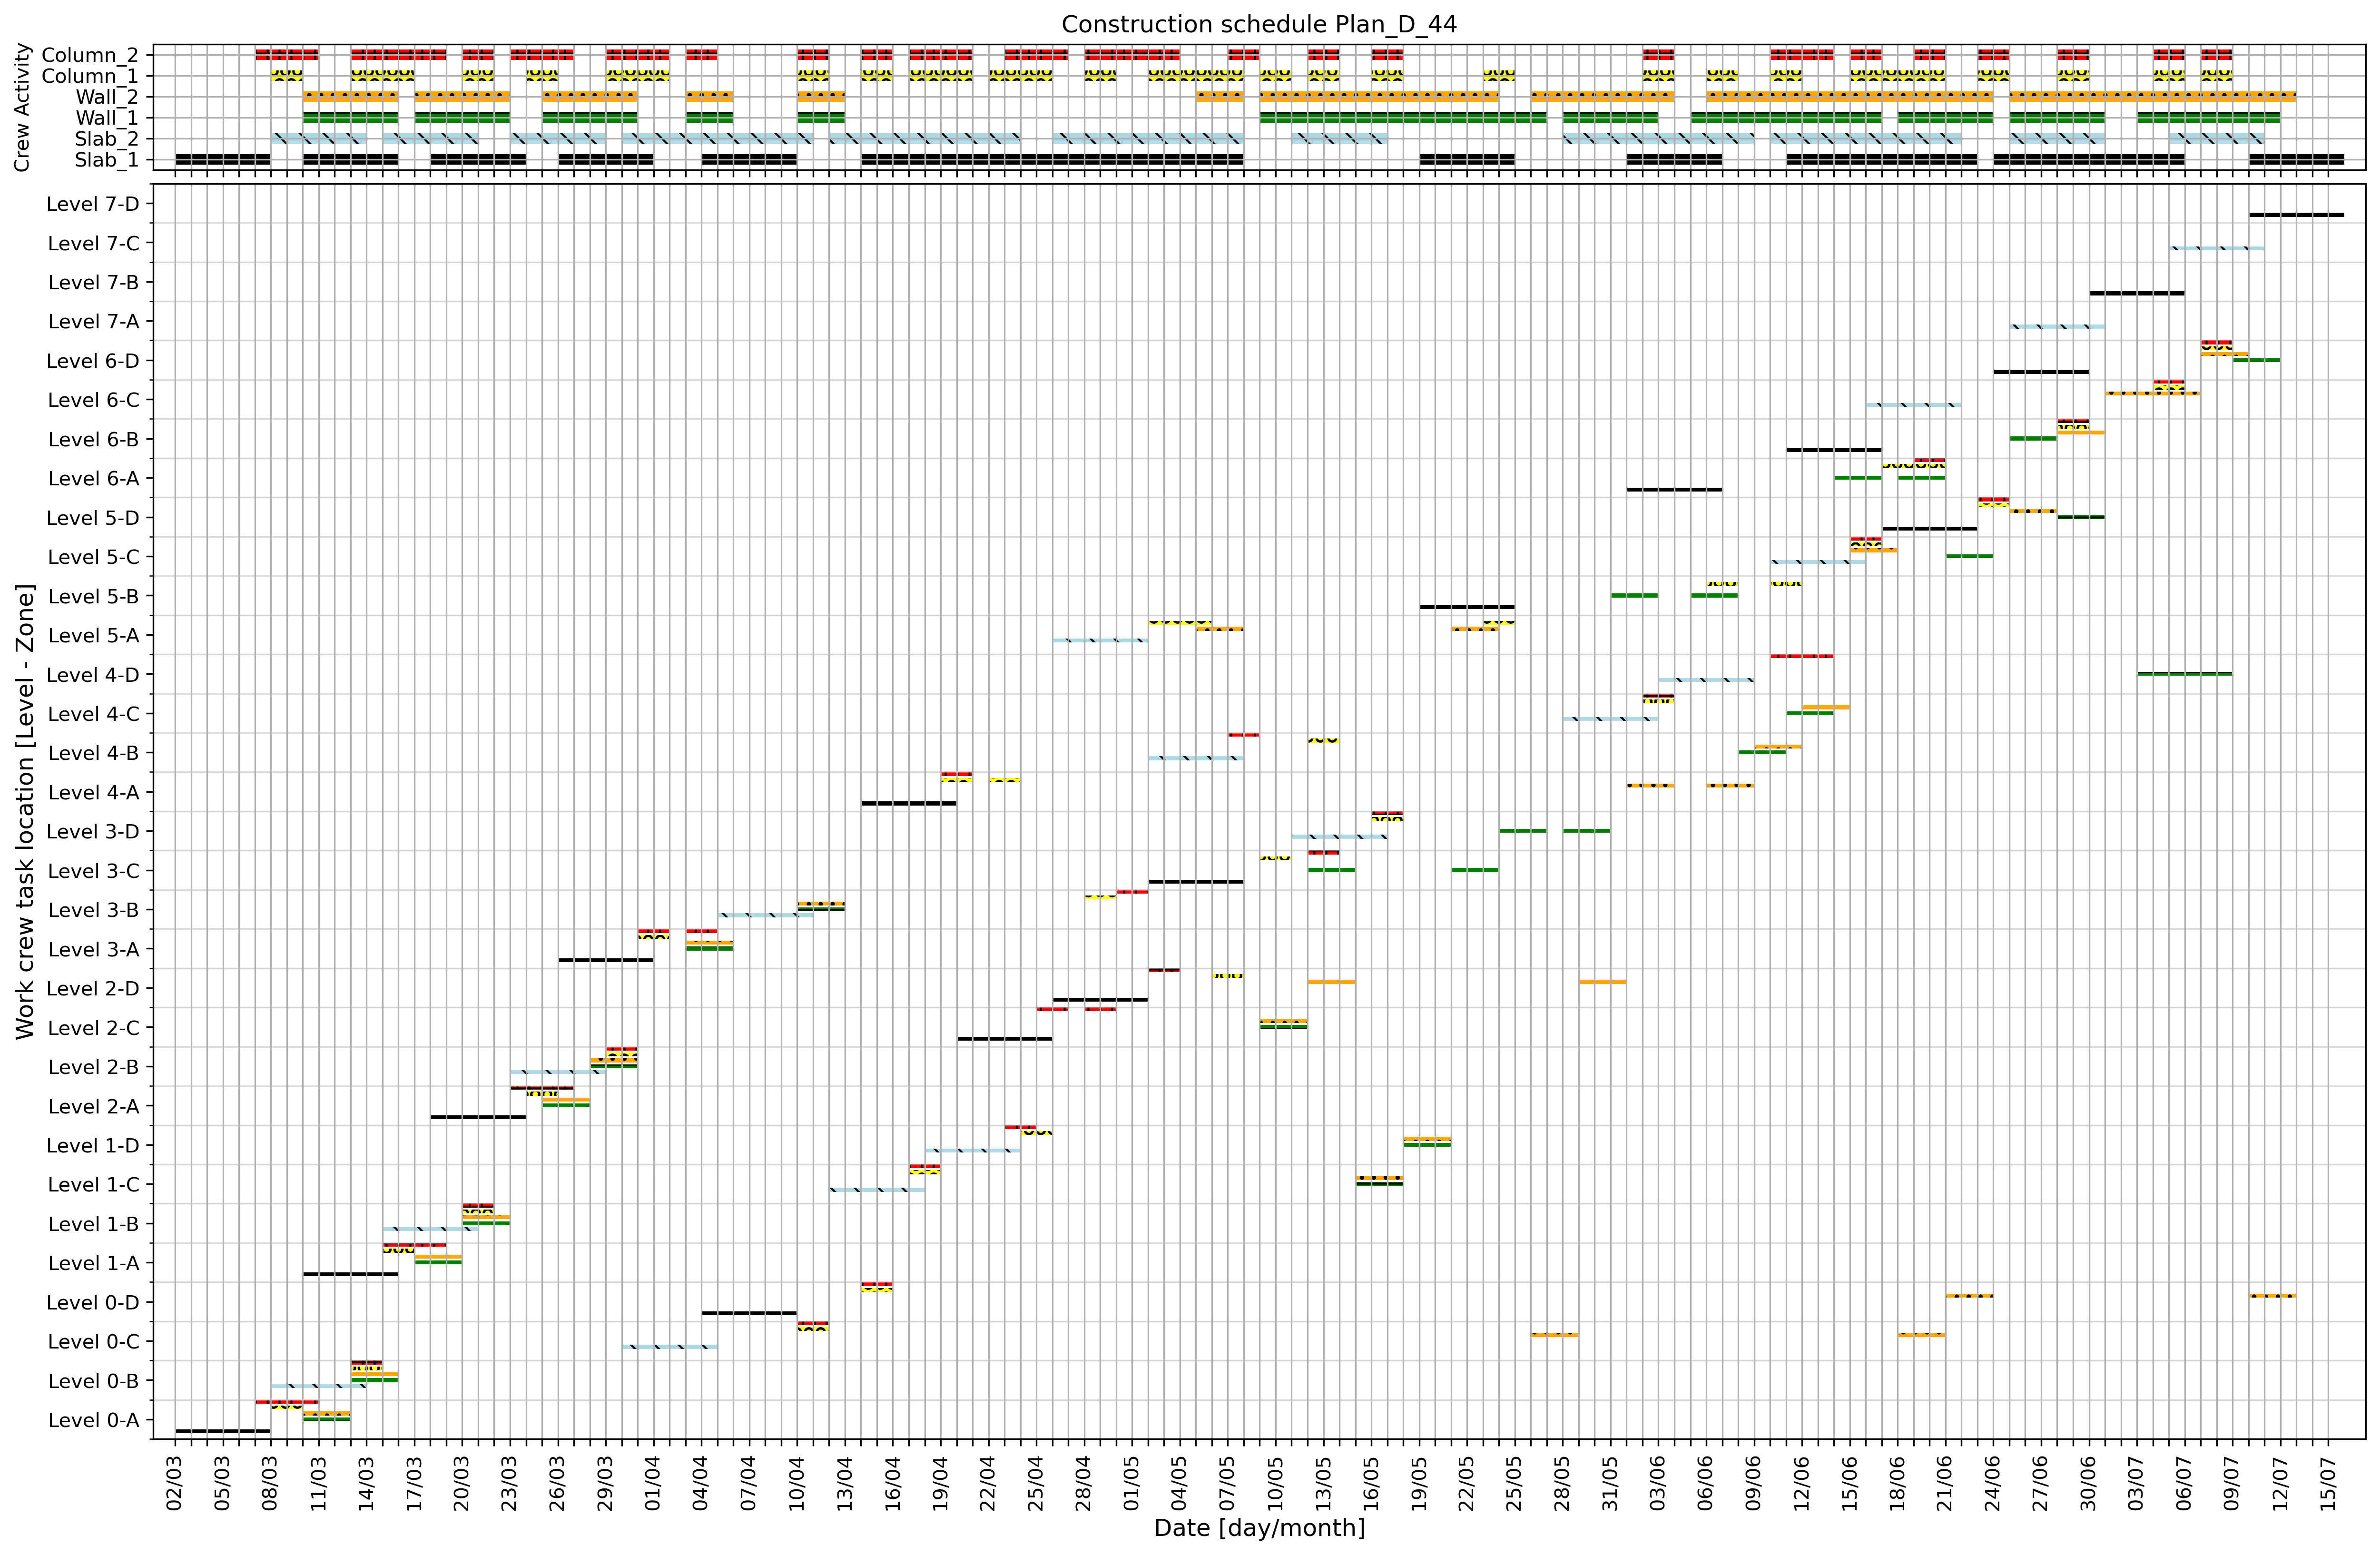 Construction schedule Plan_D_44
Crew Activity
Column_2
Column_1
Wall_2
Wall_1
Slab_2
Slab_1
Work crew task location [Level - Zone]
Level 7-D
Level 7-C
Level 7-B
Level 7-A
Level 6-D
Level 6-C
Level 6-B
Level 6-A
Level 5-D
Level 5-C
Level 5-B
Level 5-A
Level 4-D
Level 4-C
Level 4-B
Level 4-A
Level 3-D
Level 3-C
Level 3-B
Level 3-A
Level 2-D
Level 2-C
Level 2-B
Level 2-A
Level 1-D
Level 1-C
Level 1-B
Level 1-A
Level 0-D
Level 0-C
Level 0-B
Level 0-A
02/03 05/03 08/03 11/03 14/03 17/03 20/03 23/03 26/03 29/03 01/04 04/04 07/04 10/04 13/04 16/04 19/04 22/04 25/04 28/04 01/05 04/05 07/05 10/05 13/05 16/05 19/05 22/05 25/05 28/05 31/05 03/06 06/06 09/06 12/06 15/06 18/06 21/06 24/06 27/06 30/06 03/07 06/07 09/07 12/07 15/07
Date [day/month]